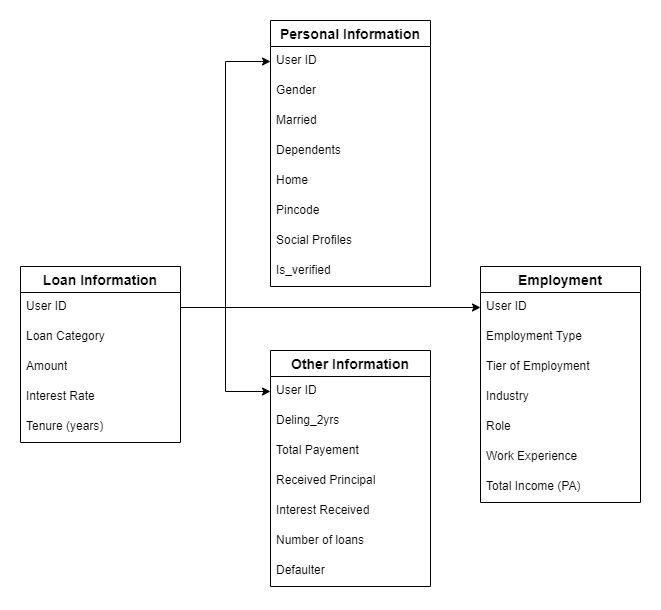 Personal Information
User ID
Gender
Married
Dependents
Home
Pincode
Social Profiles
Is_verified
Loan Information
User ID
Loan Category
Amount
Interest Rate
Tenure (years)
Employment
User ID
Employment Type
Tier of Employment
Industry
Role
Work Experience
Total Income (PA)
Other Information
User ID
Deling_2yrs
Total Payement
Received Principal
Interest Received
Number of loans
Defaulter